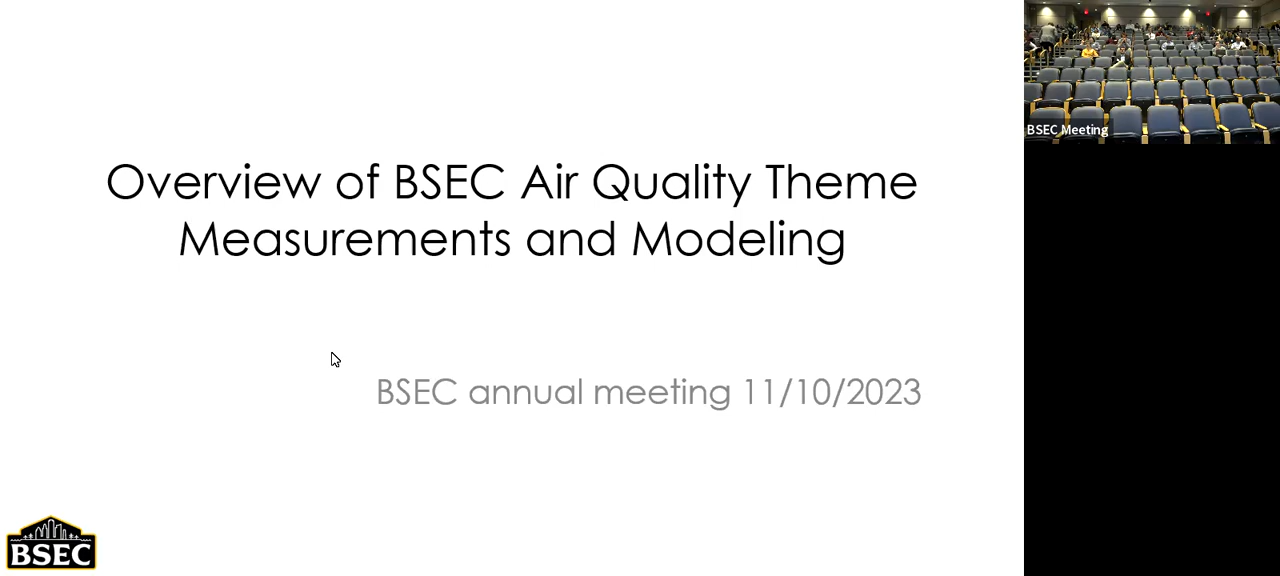 Overview of BSEC Air Quality Theme
Measurements and Modeling
BSEC annual meeting 11/10/2023
BSEC
BSEC Meeting